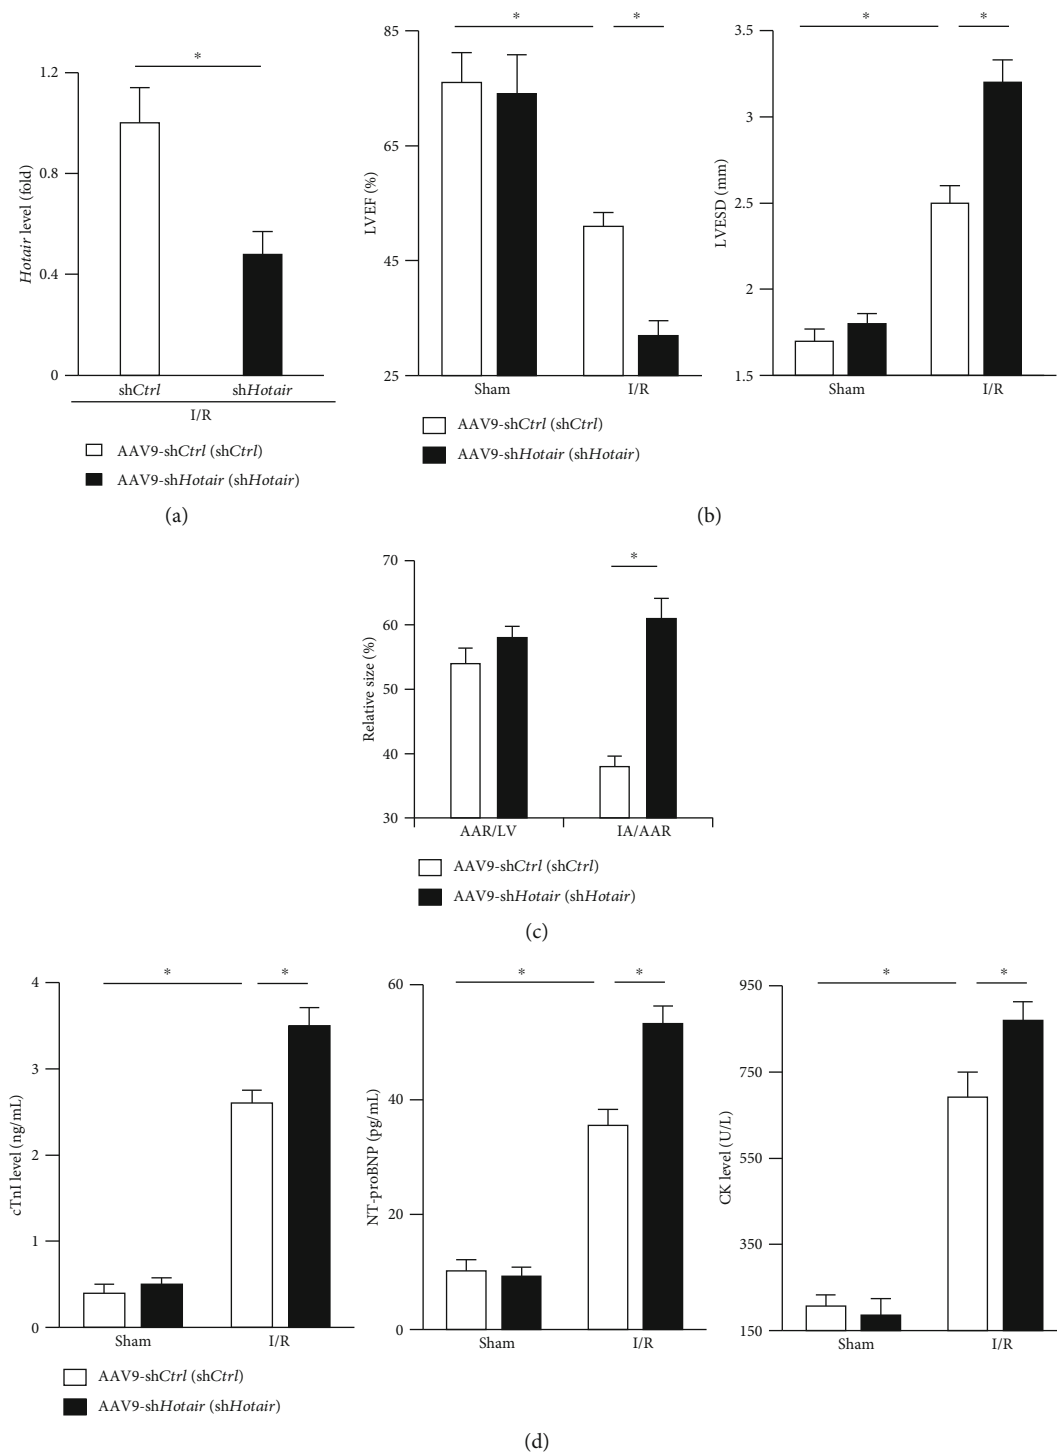 *
1.2
0.8
0.4
0
Hotair level (fold)
shCtrl shHotair
I/R
AAV9-shCtrl (shCtrl)
AAV9-shHotair (shHotair)
(a)
* *
85
65
45
25
LVEF (%)
Sham I/R
AAV9-shCtrl (shCtrl)
AAV9-shHotair (shHotair)
* *
3.5
3
2.5
2
1.5
LVESD (mm)
Sham I/R
(b)
*
70
60
50
40
30
Relative size (%)
AAR/LV IA/AAR
AAV9-shCtrl (shCtrl)
AAV9-shHotair (shHotair)
(c)
* *
4
3
2
1
0
cTnI level (ng/mL)
Sham I/R
AAV9-shCtrl (shCtrl)
AAV9-shHotair (shHotair)
* *
60
40
20
0
NT-proBNP (pg/mL)
Sham I/R
* *
950
750
550
350
150
CK level (U/L)
Sham I/R
(d)